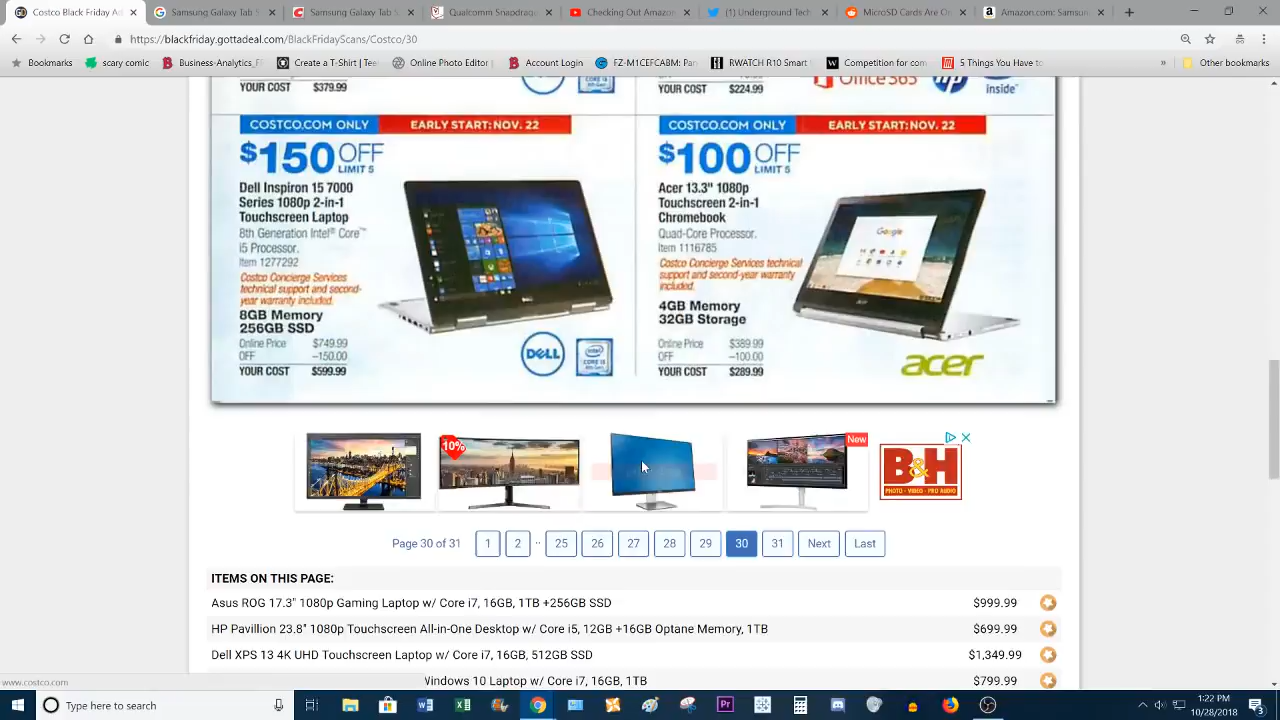 Costco Black Friday Ad
Samsung Galaxy Tab S
Samsung Galaxy Tab S
Qualcomm Snapdrag
Checking Out Amazon
(1) Underground Tech
MicroSD Cards Are O
Amazon.com: Samsun
https://blackfriday.gottadeal.com/BlackFridayScans/Costco/30
Bookmarks
scary omic
Business-Analytics_F
Create a T-Shirt | Tee
Online Photo Editor |
Account Login
FZ-M1CEFCABM: Pan
RWATCH R10 Smart
Competition for com
5 Things You Have to
»
Other bookmarks
YOUR COST $379.99
YOUR COST $224.99
Office 365
hp
inside™
COSTCO.COM ONLY EARLY START: NOV. 22
$150 OFF
LIMIT 5
Dell Inspiron 15 7000
Series 1080p 2-in-1
Touchscreen Laptop
8th Generation Intel® Core™
i5 Processor.
Item 1277292
Costco Concierge Services
technical support and second-
year warranty included.
8GB Memory
256GB SSD
Online Price $749.99
OFF –150.00
YOUR COST $599.99
DELL
COSTCO.COM ONLY EARLY START: NOV. 22
$100 OFF
LIMIT 5
Acer 13.3" 1080p
Touchscreen 2-in-1
Chromebook
Quad-Core Processor.
Item 1116785
Costco Concierge Services technical
support and second-year warranty
included.
4GB Memory
32GB Storage
Online Price $389.99
OFF –100.00
YOUR COST $289.99
Google
acer
10%
New
B&H
PHOTO • VIDEO • PRO AUDIO
Page 30 of 31 1 2 ·· 25 26 27 28 29 30 31 Next Last
ITEMS ON THIS PAGE:
Asus ROG 17.3" 1080p Gaming Laptop w/ Core i7, 16GB, 1TB +256GB SSD $999.99
HP Pavillion 23.8" 1080p Touchscreen All-in-One Desktop w/ Core i5, 12GB +16GB Optane Memory, 1TB $699.99
Dell XPS 13 4K UHD Touchscreen Laptop w/ Core i7, 16GB, 512GB SSD $1,349.99
Windows 10 Laptop w/ Core i7, 16GB, 1TB $799.99
www.costco.com
Type here to search
1:22 PM
10/28/2018
3